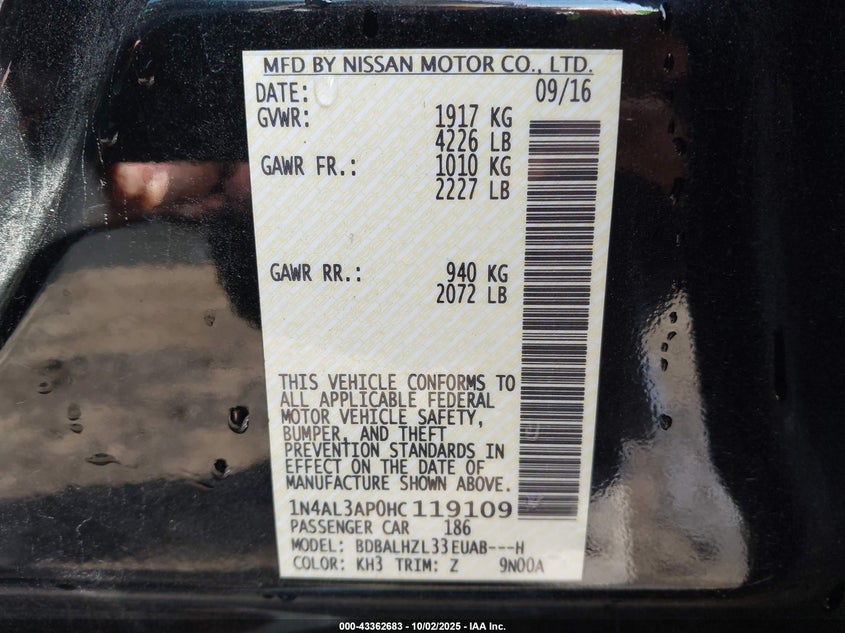 MFD BY NISSAN MOTOR CO., LTD.
DATE: 09/16
GVWR: 1917 KG
4226 LB
GAWR FR.: 1010 KG
2227 LB
GAWR RR.: 940 KG
2072 LB
THIS VEHICLE CONFORMS TO
ALL APPLICABLE FEDERAL
MOTOR VEHICLE SAFETY,
BUMPER, AND THEFT
PREVENTION STANDARDS IN
EFFECT ON THE DATE OF
MANUFACTURE SHOWN ABOVE.
1N4AL3AP0HC119109
PASSENGER CAR 186
MODEL: BDBALHZL33EUAB---H
COLOR: KH3 TRIM: Z 9N00A
000-43362683 - 10/02/2025 - IAA Inc.